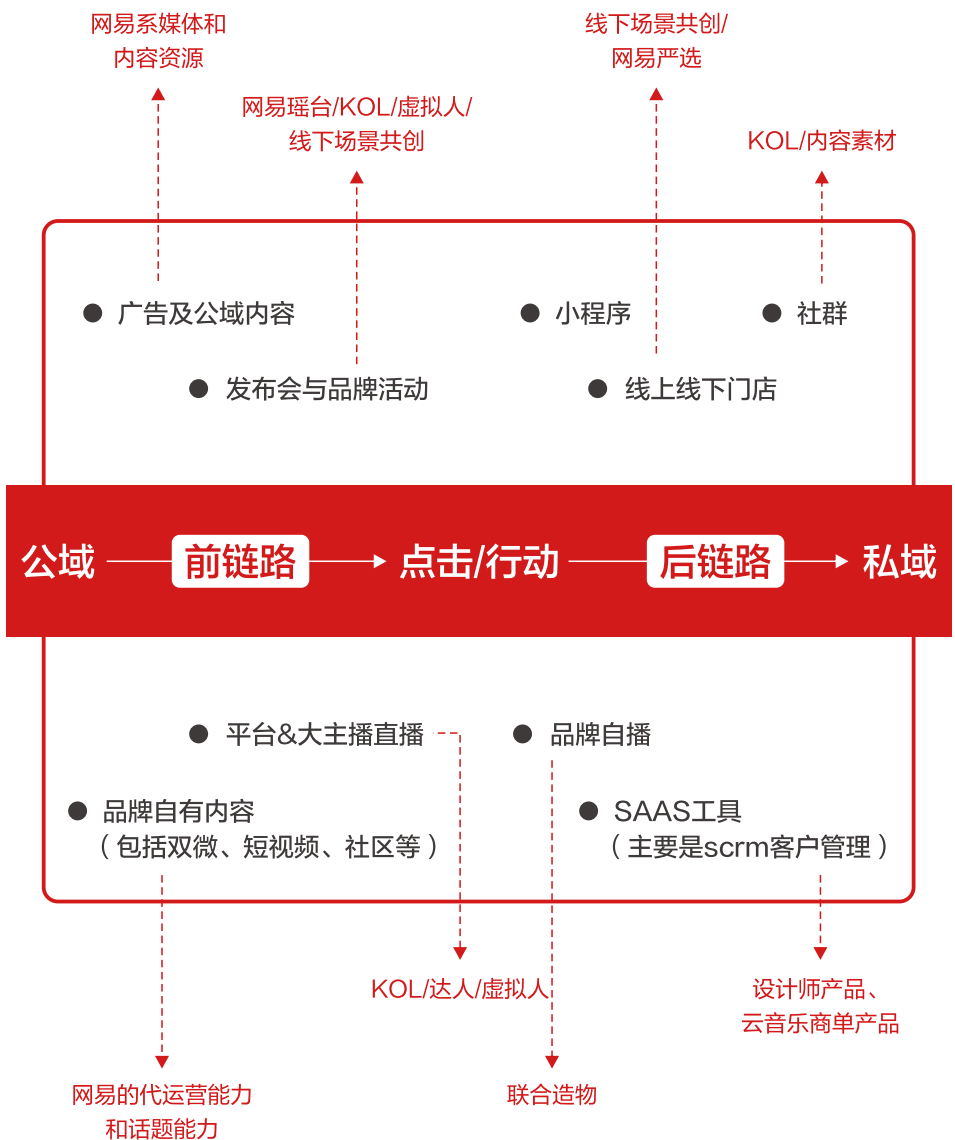 网易系媒体和
内容资源
线下场景共创/
网易严选
网易瑶台/KOL/虚拟人/
线下场景共创
KOL/内容素材
广告及公域内容
小程序
社群
发布会与品牌活动
线上线下门店
公域
前链路
点击/行动
后链路
私域
平台&大主播直播
品牌自播
品牌自有内容
（包括双微、短视频、社区等）
SAAS工具
（主要是scrm客户管理）
KOL/达人/虚拟人
设计师产品、
云音乐商单产品
网易的代运营能力
和话题能力
联合造物